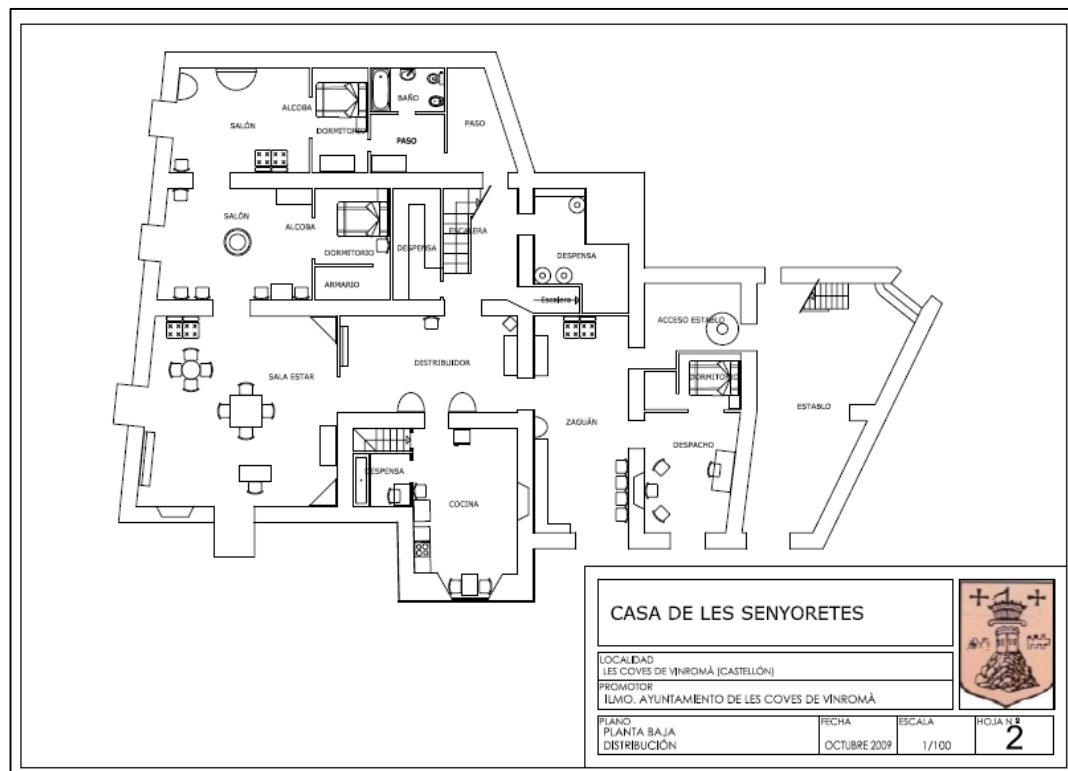 ALCOBA
BAÑO
SALÓN
DORMITORIO
PASO
PASO
SALÓN
ALCOBA
DESPENSA
ESCALERA
DORMITORIO
DESPENSA
ARMARIO
Escalera
ACCESO ESTABLO
DISTRIBUIDOR
SALA ESTAR
DORMITORIO
ESTABLO
ZAGUÁN
DESPACHO
DESPENSA
COCINA
CASA DE LES SENYORETES
LOCALIDAD
LES COVES DE VINROMÀ (CASTELLÓN)
PROMOTOR
ILMO. AYUNTAMIENTO DE LES COVES DE VINROMÀ
PLANO
PLANTA BAJA
DISTRIBUCIÓN
FECHA
OCTUBRE 2009
ESCALA
1/100
HOJA N º
2